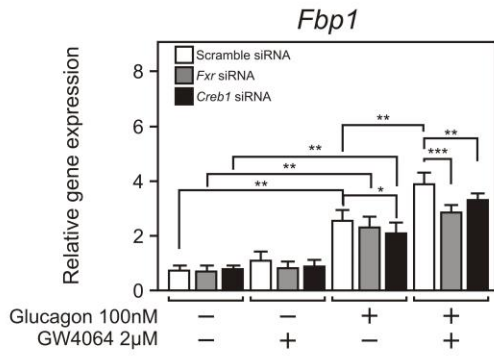 Fbp1
Relative gene expression
8
6
4
2
0
Scramble siRNA
Fxr siRNA
Creb1 siRNA
** **
** ***
**
** *
Glucagon 100nM − − + +
GW4064 2µM − + − +